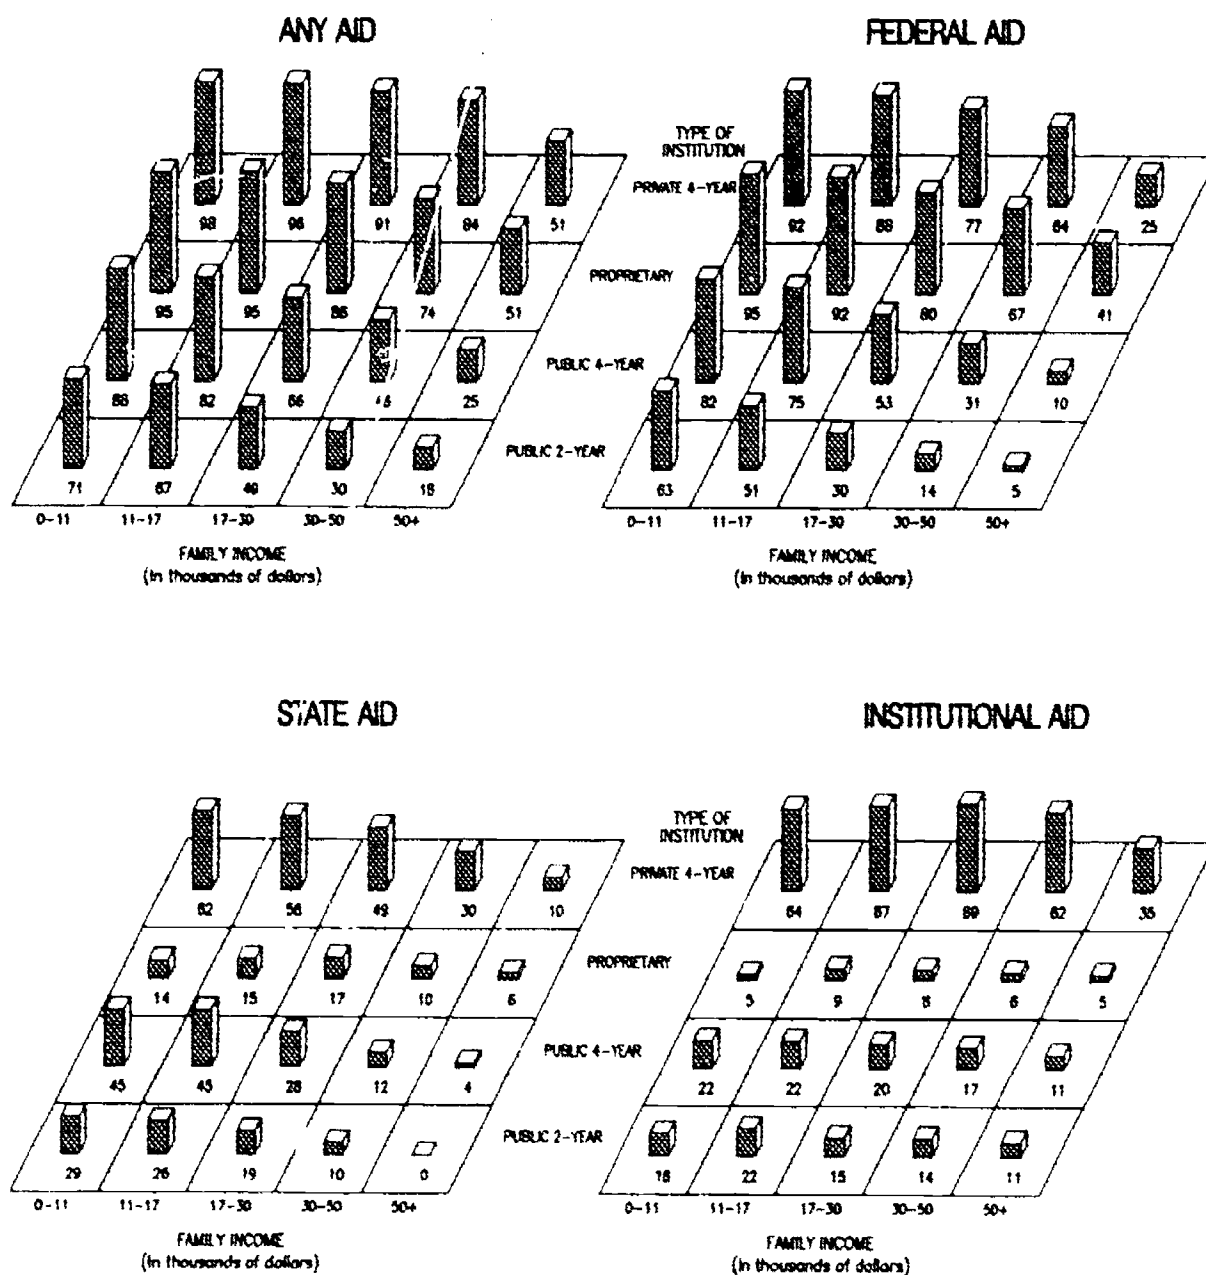 ANY AID
FEDERAL AID
TYPE OF
INSTITUTION
PRIVATE 4-YEAR
98 96 91 84 51
92 88 77 64 25
PROPRIETARY
95 95 86 74 51
95 92 80 67 41
PUBLIC 4-YEAR
88 82 66 25
82 75 53 31 10
PUBLIC 2-YEAR
71 67 49 30 18
63 51 30 14 5
0-11 11-17 17-30 30-50 50+
0-11 11-17 17-30 30-50 50+
FAMILY INCOME
(in thousands of dollars)
FAMILY INCOME
(in thousands of dollars)
STATE AID
INSTITUTIONAL AID
TYPE OF
INSTITUTION
PRIVATE 4-YEAR
62 56 49 30 10
64 67 69 62 35
PROPRIETARY
14 15 17 10 6
5 9 8 6 5
PUBLIC 4-YEAR
45 45 28 12 4
22 22 20 17 11
PUBLIC 2-YEAR
29 26 19 10 0
18 22 15 14 11
0-11 11-17 17-30 30-50 50+
0-11 11-17 17-30 30-50 50+
FAMILY INCOME
(in thousands of dollars)
FAMILY INCOME
(in thousands of dollars)